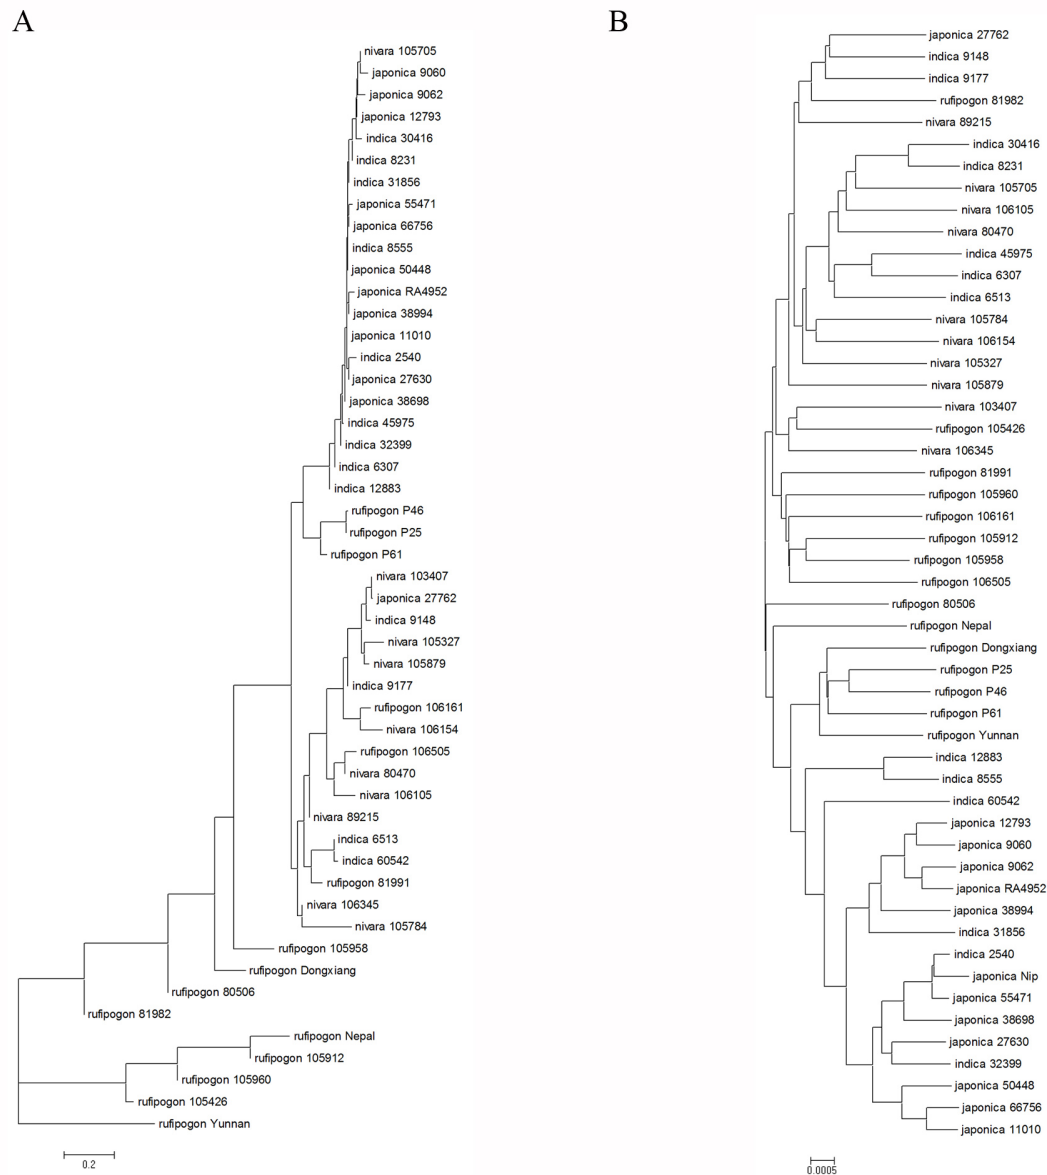 A
nivara 105705
japonica 9060
japonica 9062
japonica 12793
indica 30416
indica 8231
indica 31856
japonica 55471
japonica 66756
indica 8555
japonica 50448
japonica RA4952
japonica 38994
japonica 11010
indica 2540
japonica 27630
japonica 38698
indica 45975
indica 32399
indica 6307
indica 12883
rufipogon P46
rufipogon P25
rufipogon P61
nivara 103407
japonica 27762
indica 9148
nivara 105327
nivara 105879
indica 9177
rufipogon 106161
nivara 106154
rufipogon 106505
nivara 80470
nivara 106105
nivara 89215
indica 6513
indica 60542
rufipogon 81991
nivara 106345
nivara 105784
rufipogon 105958
rufipogon Dongxiang
rufipogon 80506
rufipogon 81982
rufipogon Nepal
rufipogon 105912
rufipogon 105960
rufipogon 105426
rufipogon Yunnan
0.2
B
japonica 27762
indica 9148
indica 9177
rufipogon 81982
nivara 89215
indica 30416
indica 8231
nivara 105705
nivara 106105
nivara 80470
indica 45975
indica 6307
indica 6513
nivara 105784
nivara 106154
nivara 105327
nivara 105879
nivara 103407
rufipogon 105426
nivara 106345
rufipogon 81991
rufipogon 105960
rufipogon 106161
rufipogon 105912
rufipogon 105958
rufipogon 106505
rufipogon 80506
rufipogon Nepal
rufipogon Dongxiang
rufipogon P25
rufipogon P46
rufipogon P61
rufipogon Yunnan
indica 12883
indica 8555
indica 60542
japonica 12793
japonica 9060
japonica 9062
japonica RA4952
japonica 38994
indica 31856
indica 2540
japonica Nip
japonica 55471
japonica 38698
japonica 27630
indica 32399
japonica 50448
japonica 66756
japonica 11010
0.0005